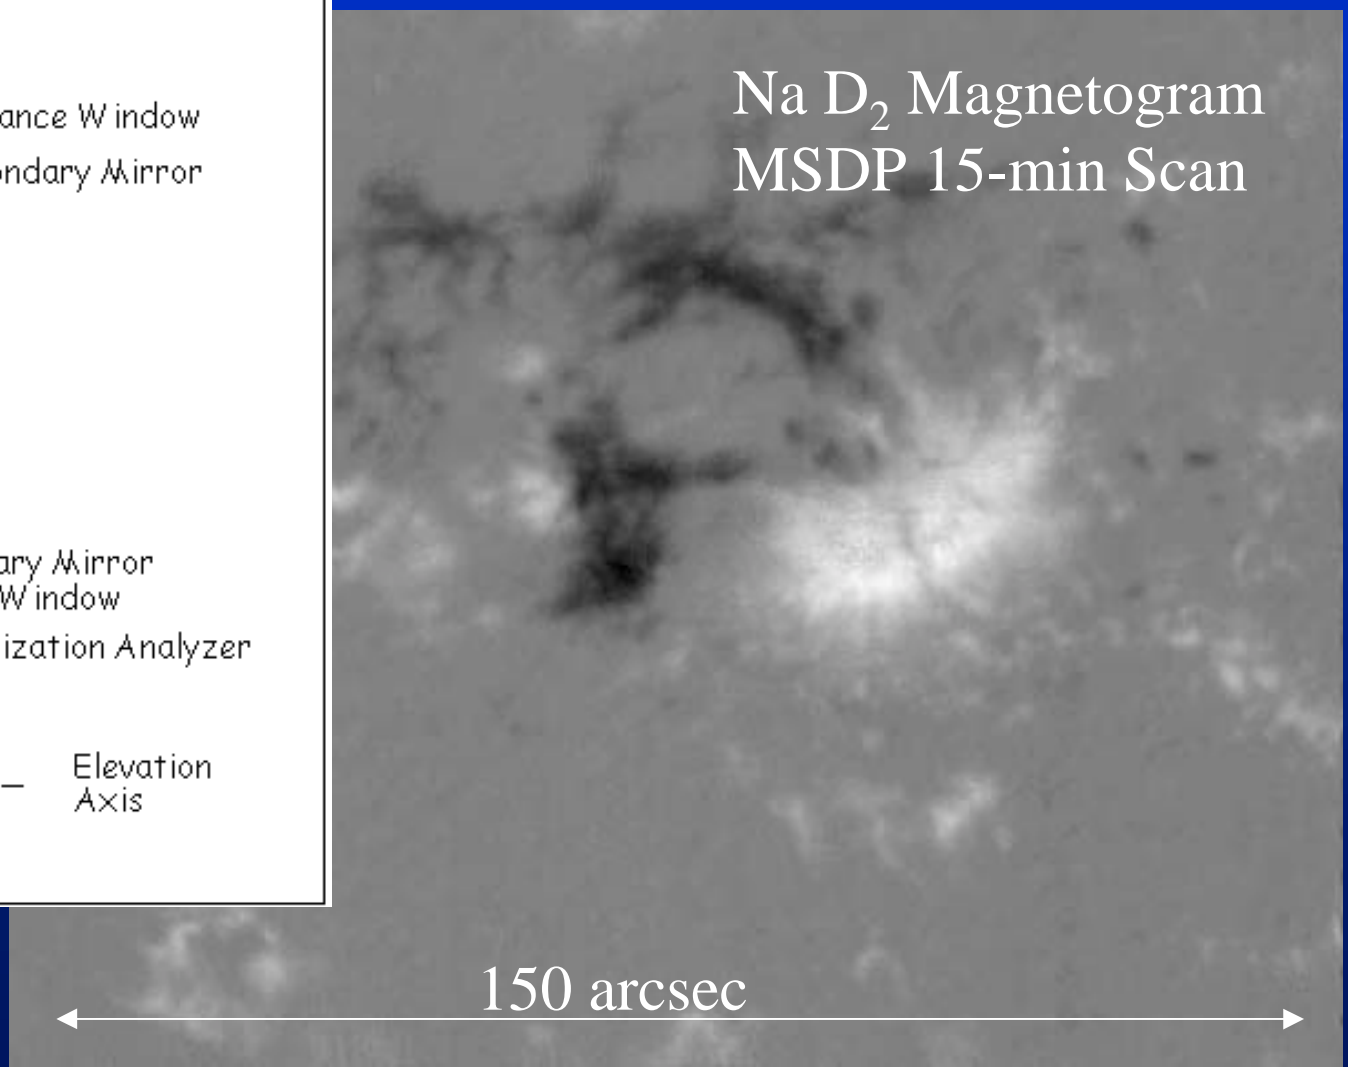 ance Window
ondary Mirror
ary Mirror
Window
ization Analyzer
Elevation
Axis
Na D₂ Magnetogram
MSDP 15-min Scan
150 arcsec